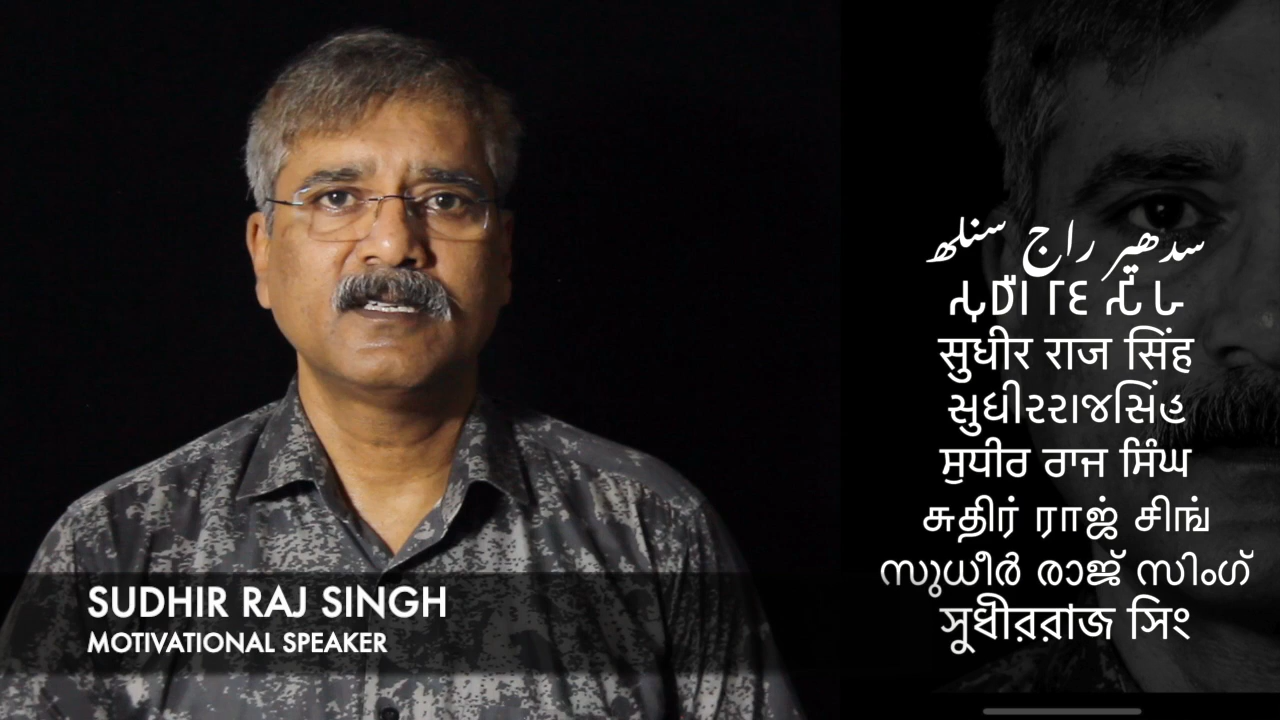 SUDHIR RAJ SINGH
MOTIVATIONAL SPEAKER
سدھیر راج سنلھ
सुधीर राज सिंह
સુધીરરાજસિંહ
ਸੁਧੀਰ ਰਾਜ ਸਿੰਘ
சுதிர் ராஜ் சிங்
സുധീർ രാജ് സിംഗ്
সুধীররাজ সিং